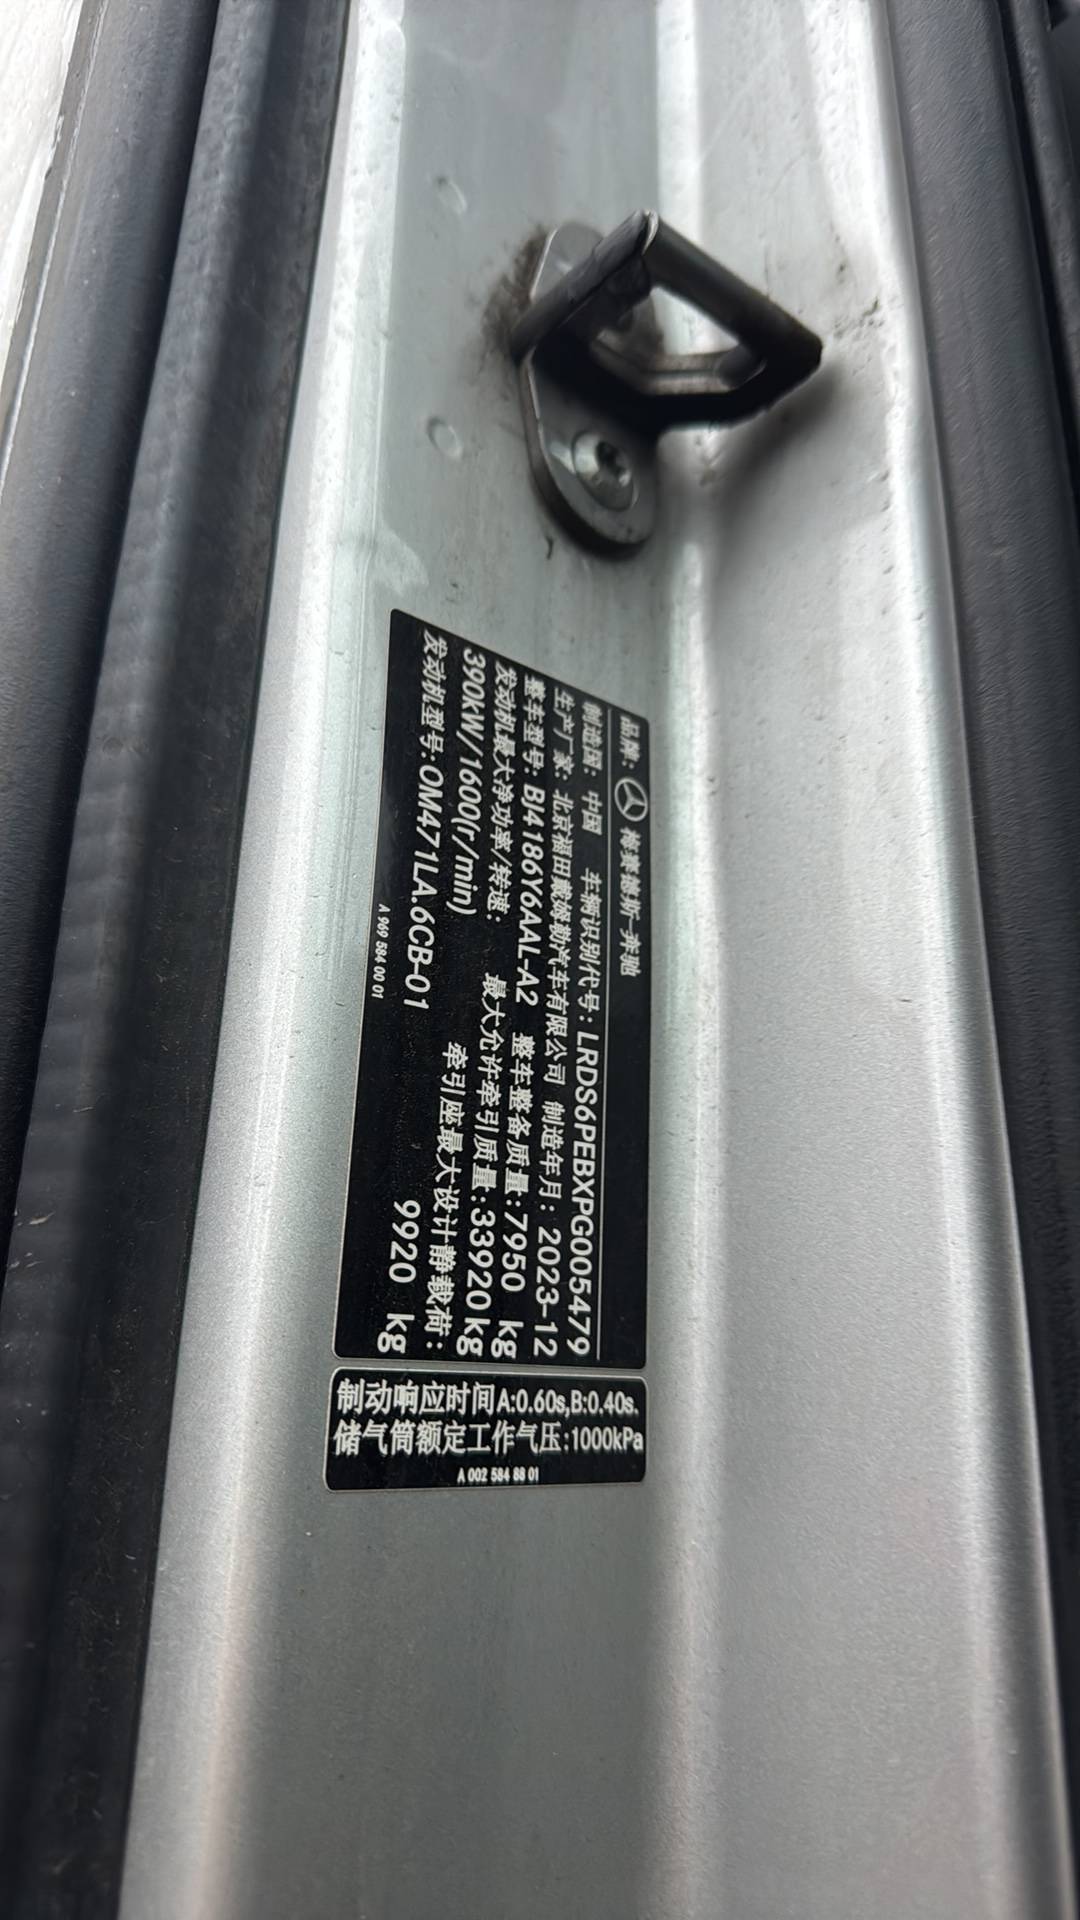 品牌: 梅赛德斯-奔驰
制造国: 中国 车辆识别代号: LRDS6PEBXPG005479
生产厂家: 北京福田戴姆勒汽车有限公司 制造年月: 2023-12
整车型号: BJ4186Y6AAL-A2 整车整备质量: 7950 kg
发动机最大净功率/转速: 最大允许牵引质量: 33920 kg
390kW/1600(r/min) 牵引座最大设计静载荷:
发动机型号: OM471LA.6CB-01 9920 kg
A 969 584 00 01
制动响应时间A:0.60s,B:0.40s.
储气筒额定工作气压:1000kPa
A 002 584 88 01